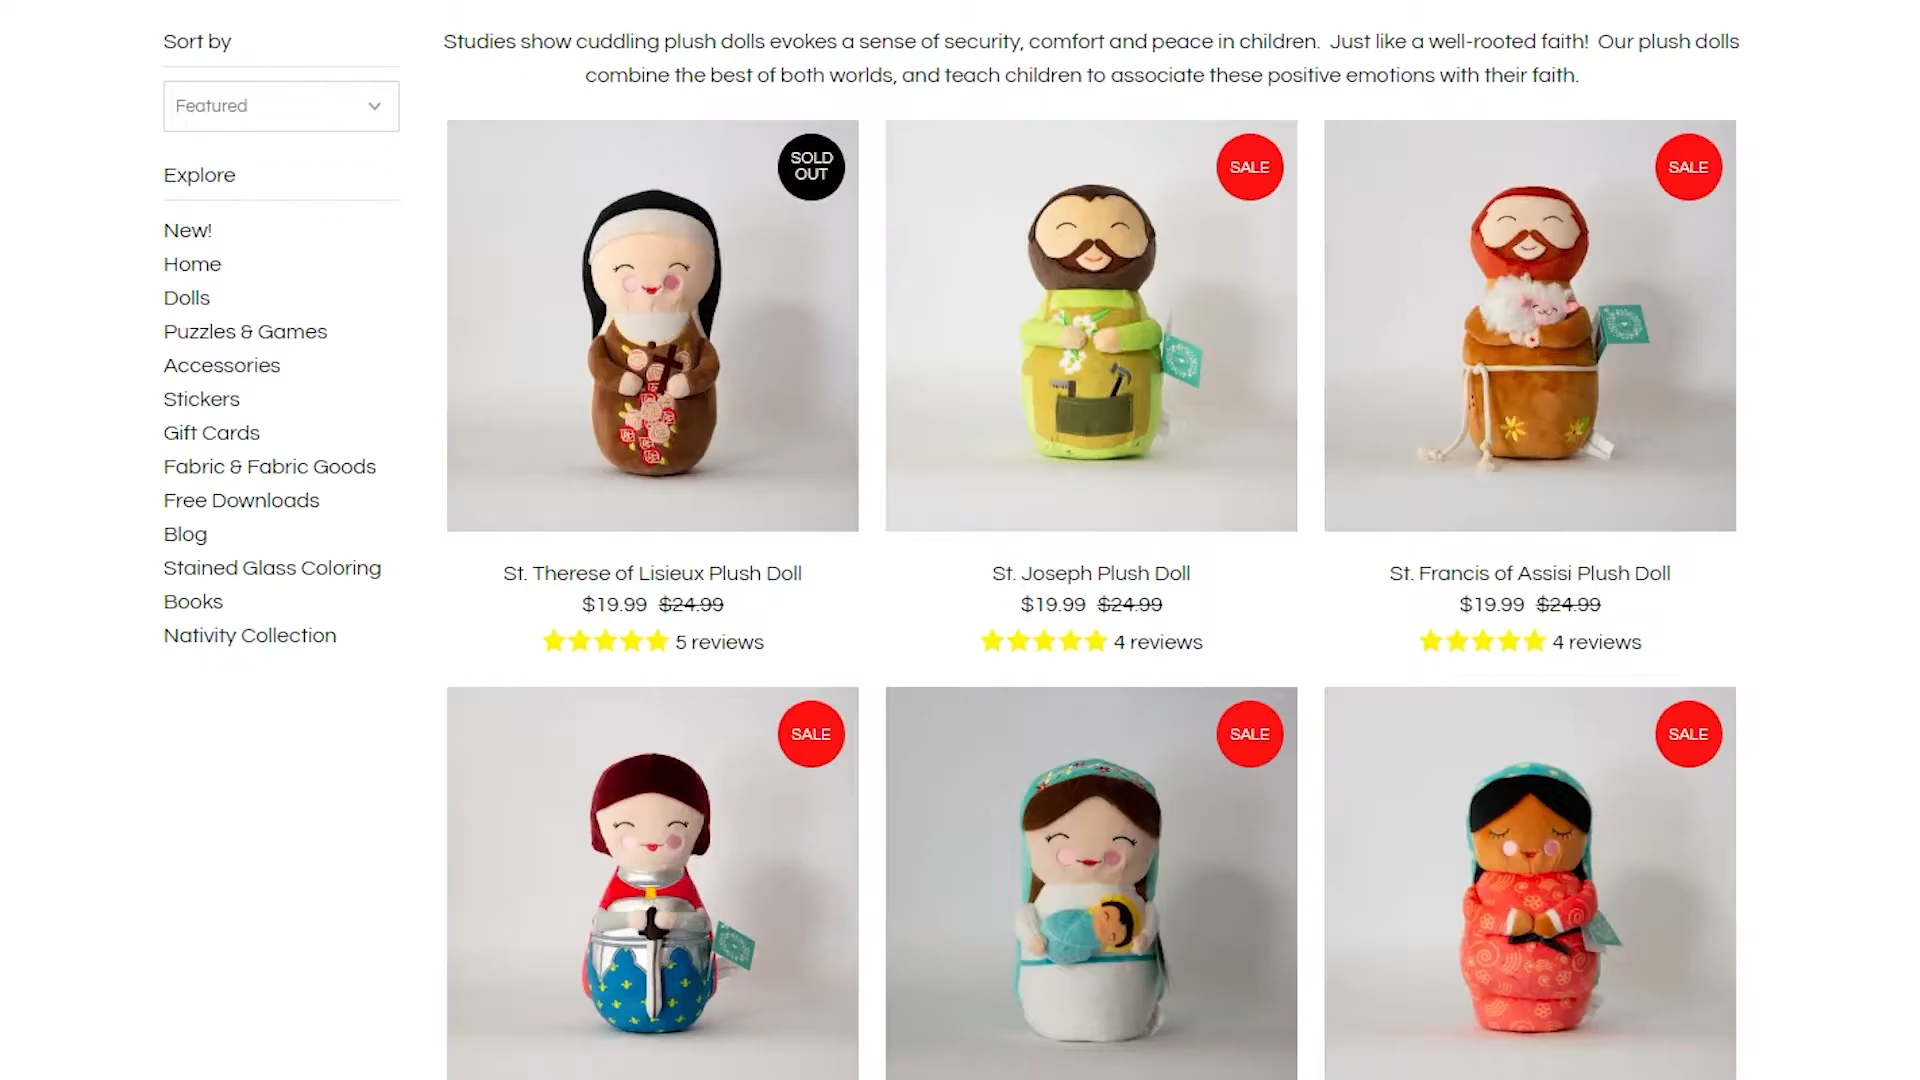 Sort by
Featured
Explore
New!
Home
Dolls
Puzzles & Games
Accessories
Stickers
Gift Cards
Fabric & Fabric Goods
Free Downloads
Blog
Stained Glass Coloring
Books
Nativity Collection
Studies show cuddling plush dolls evokes a sense of security, comfort and peace in children. Just like a well-rooted faith! Our plush dolls
combine the best of both worlds, and teach children to associate these positive emotions with their faith.
SOLD
OUT
St. Therese of Lisieux Plush Doll
$19.99 $24.99
5 reviews
SALE
St. Joseph Plush Doll
$19.99 $24.99
4 reviews
SALE
St. Francis of Assisi Plush Doll
$19.99 $24.99
4 reviews
SALE
SALE
SALE